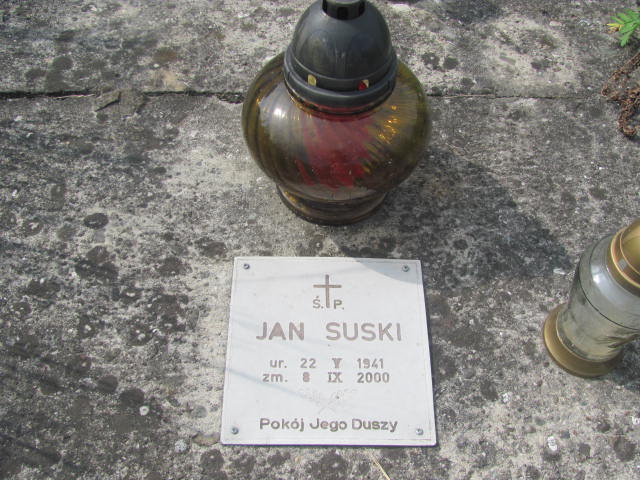 Ś.P.
JAN SUSKI
ur. 22 V 1941
zm. 8 IX 2000
Pokój Jego Duszy